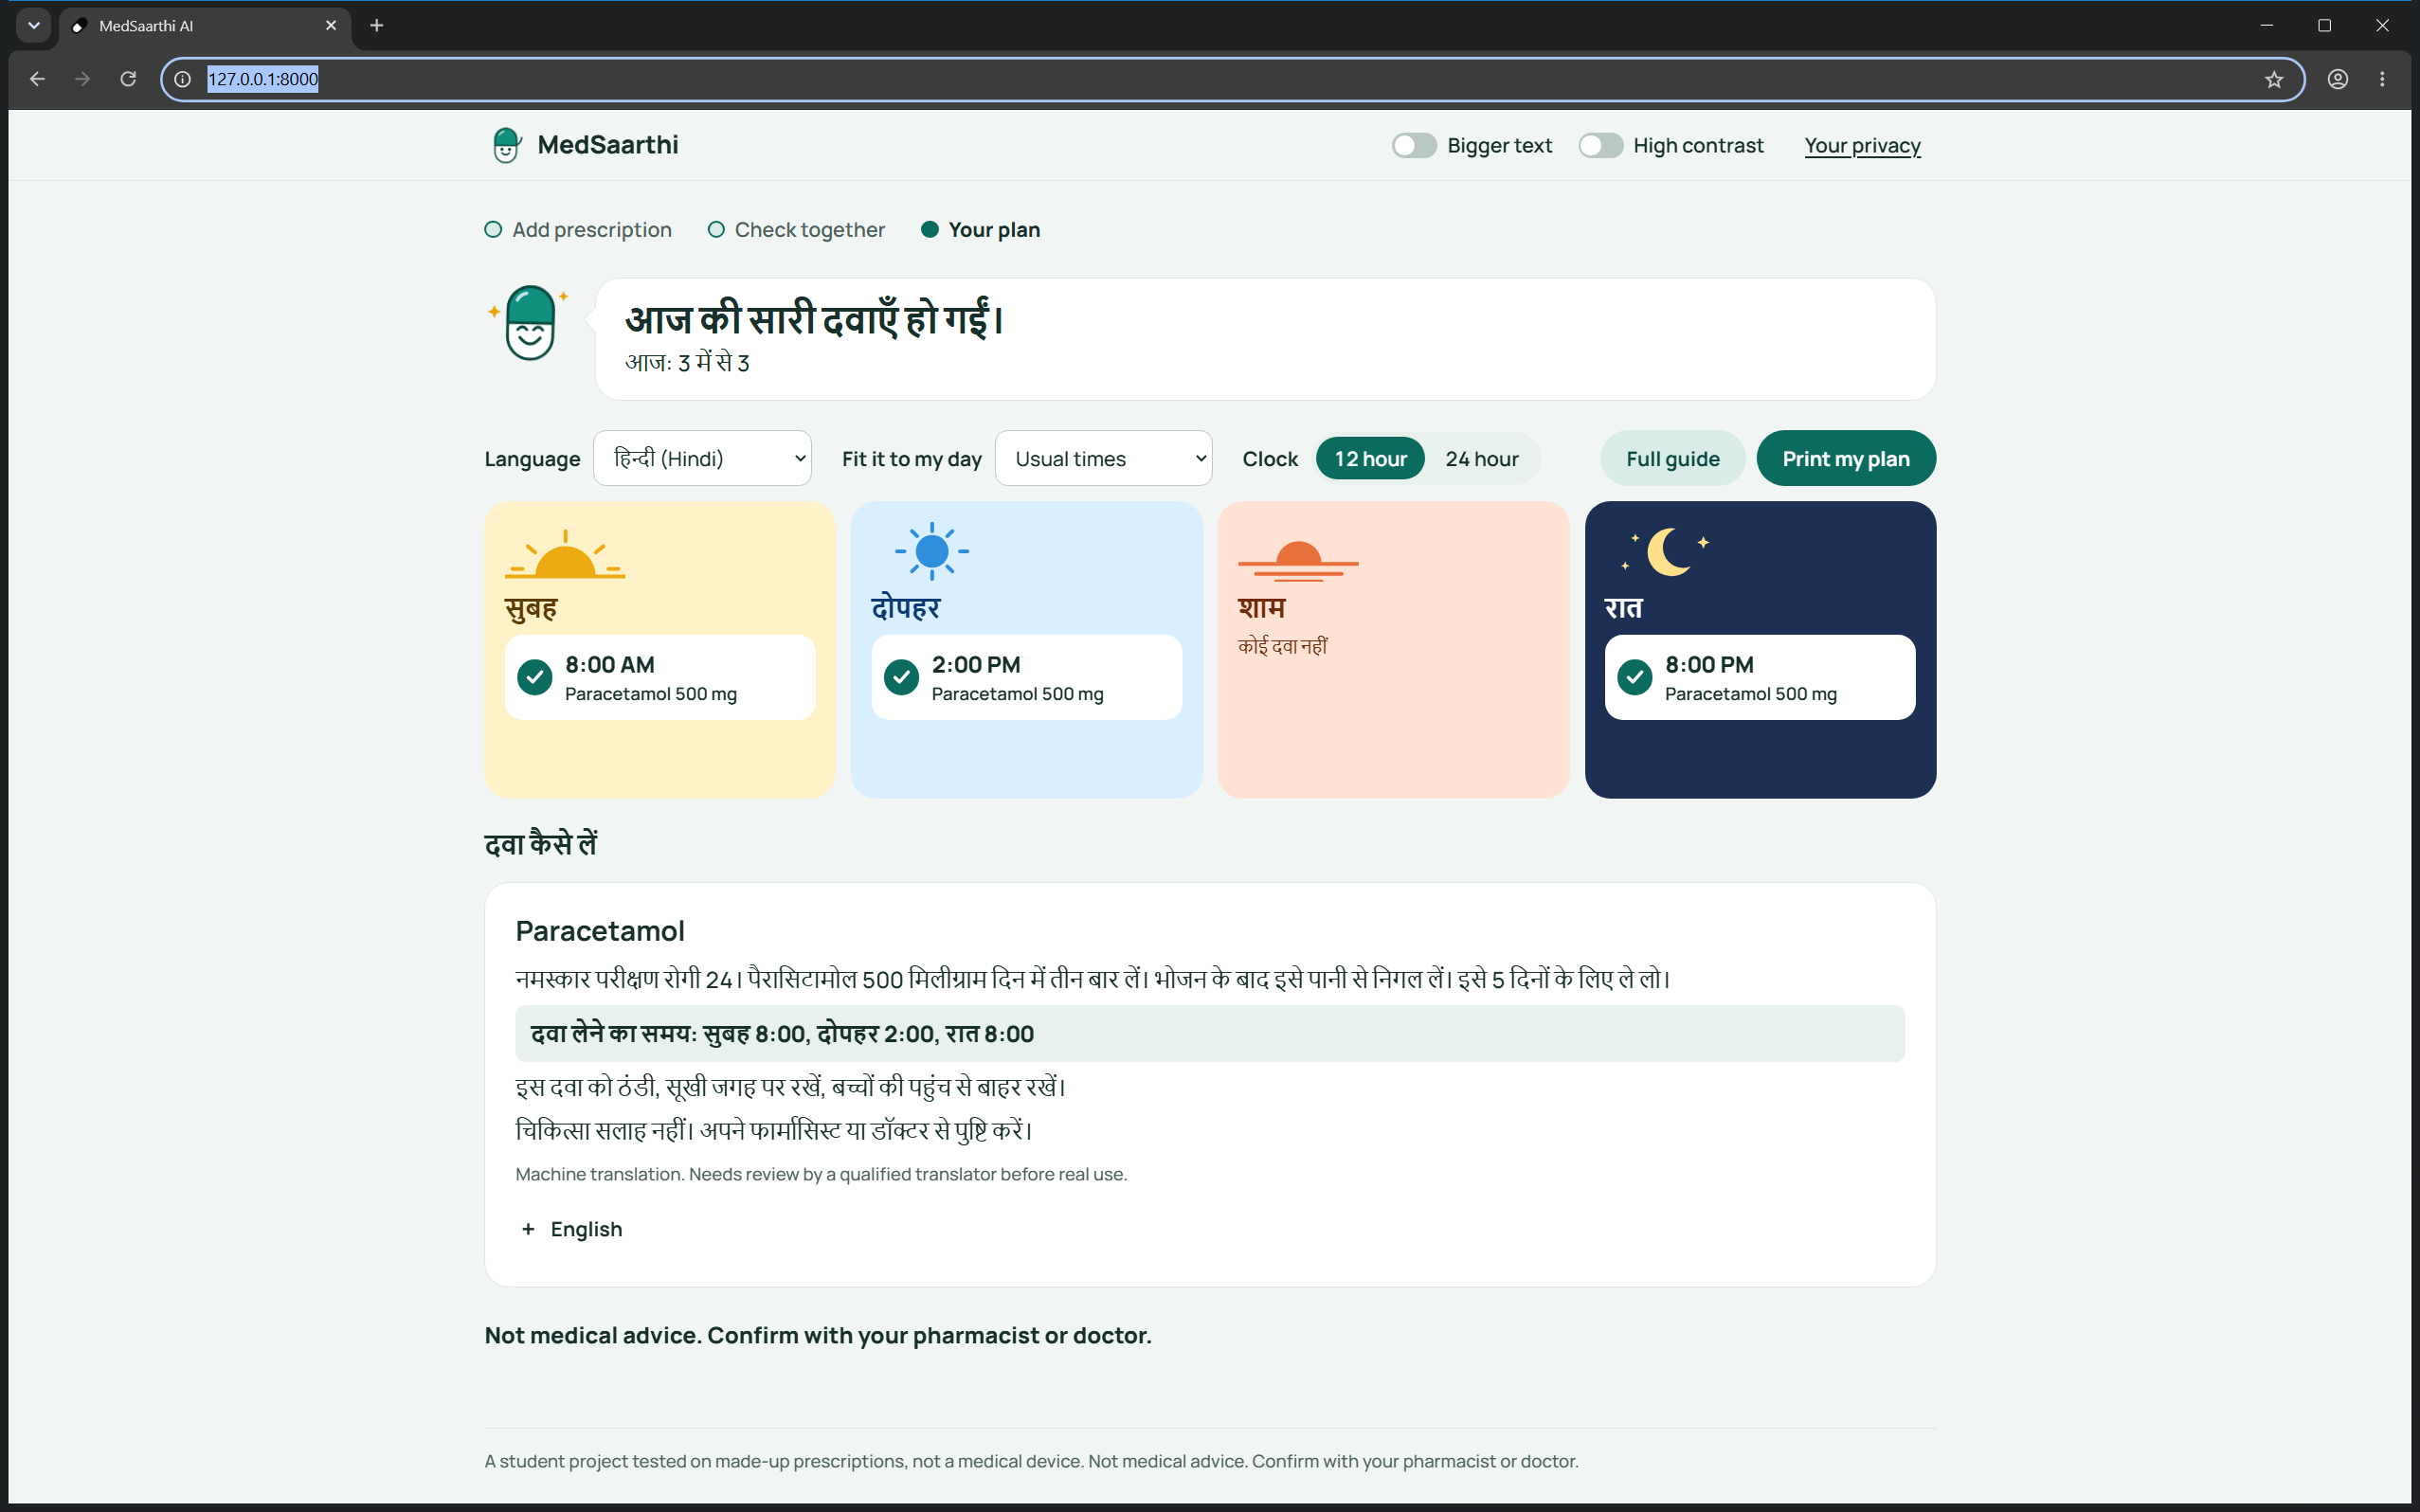 MedSaarthi AI
127.0.0.1:8000
MedSaarthi
Bigger text
High contrast
Your privacy
Add prescription
Check together
Your plan
आज की सारी दवाएँ हो गईं।
आज: 3 में से 3
Language
हिन्दी (Hindi)
Fit it to my day
Usual times
Clock
12 hour
24 hour
Full guide
Print my plan
सुबह
8:00 AM
Paracetamol 500 mg
दोपहर
2:00 PM
Paracetamol 500 mg
शाम
कोई दवा नहीं
रात
8:00 PM
Paracetamol 500 mg
दवा कैसे लें
Paracetamol
नमस्कार परीक्षण रोगी 24। पैरासिटामोल 500 मिलीग्राम दिन में तीन बार लें। भोजन के बाद इसे पानी से निगल लें। इसे 5 दिनों के लिए ले लो।
दवा लेने का समय: सुबह 8:00, दोपहर 2:00, रात 8:00
इस दवा को ठंडी, सूखी जगह पर रखें, बच्चों की पहुंच से बाहर रखें।
चिकित्सा सलाह नहीं। अपने फार्मासिस्ट या डॉक्टर से पुष्टि करें।
Machine translation. Needs review by a qualified translator before real use.
+ English
Not medical advice. Confirm with your pharmacist or doctor.
A student project tested on made-up prescriptions, not a medical device. Not medical advice. Confirm with your pharmacist or doctor.